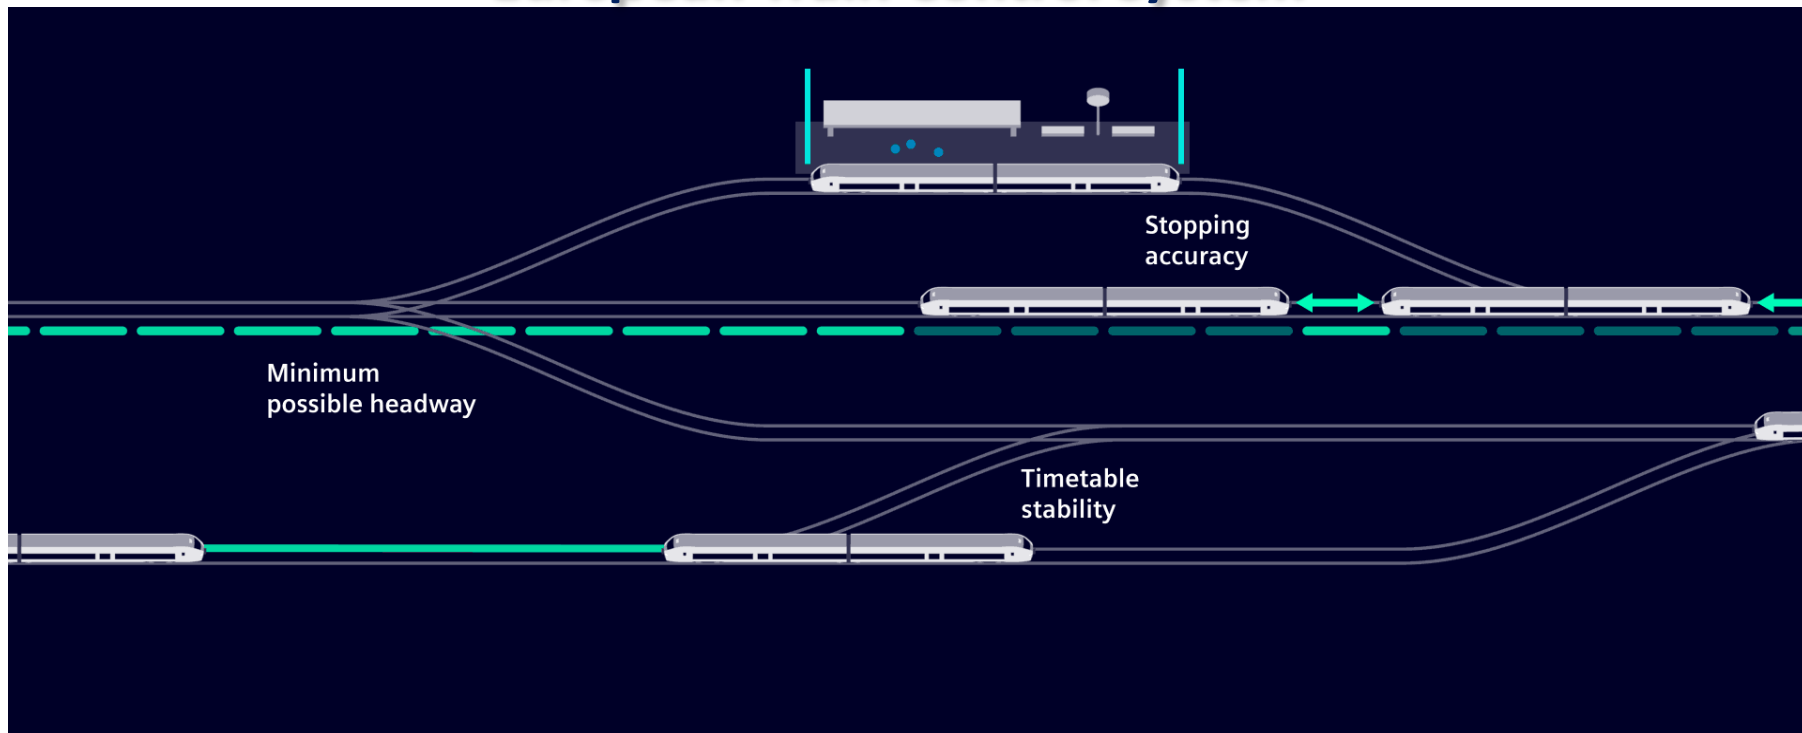 Stopping
accuracy
Minimum
possible headway
Timetable
stability